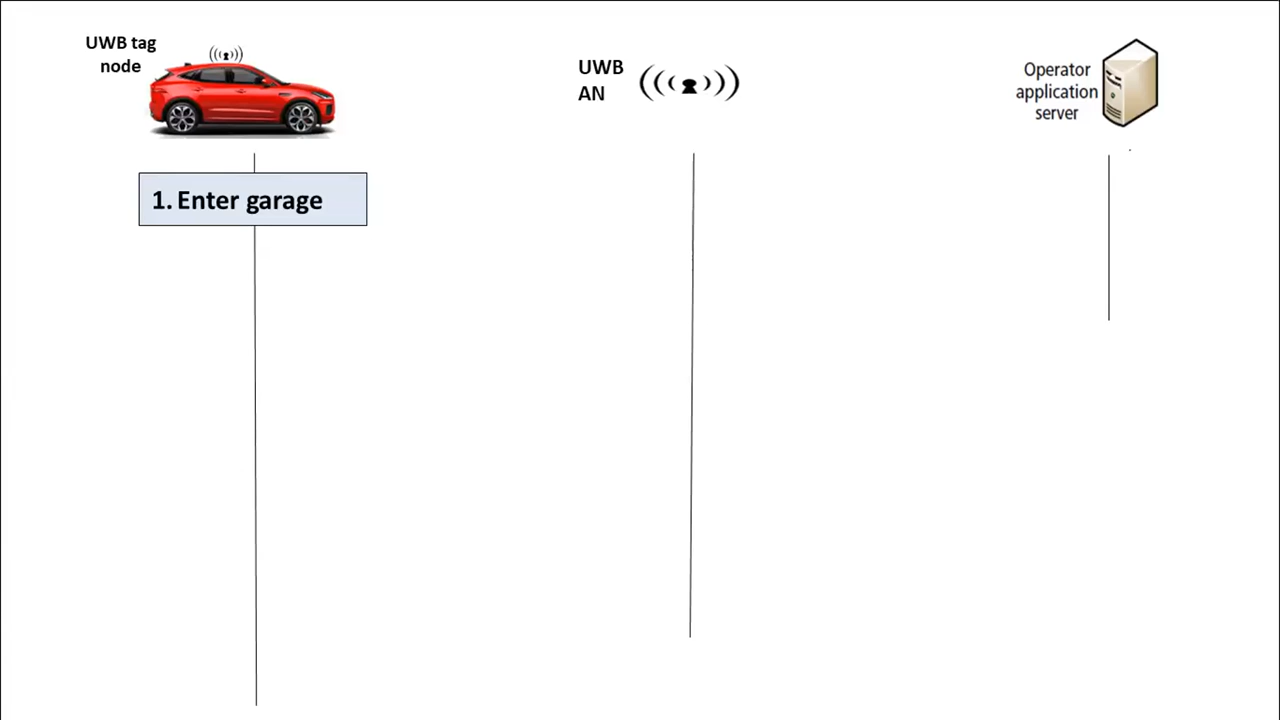 UWB tag
node
UWB
AN
Operator
application
server
1. Enter garage